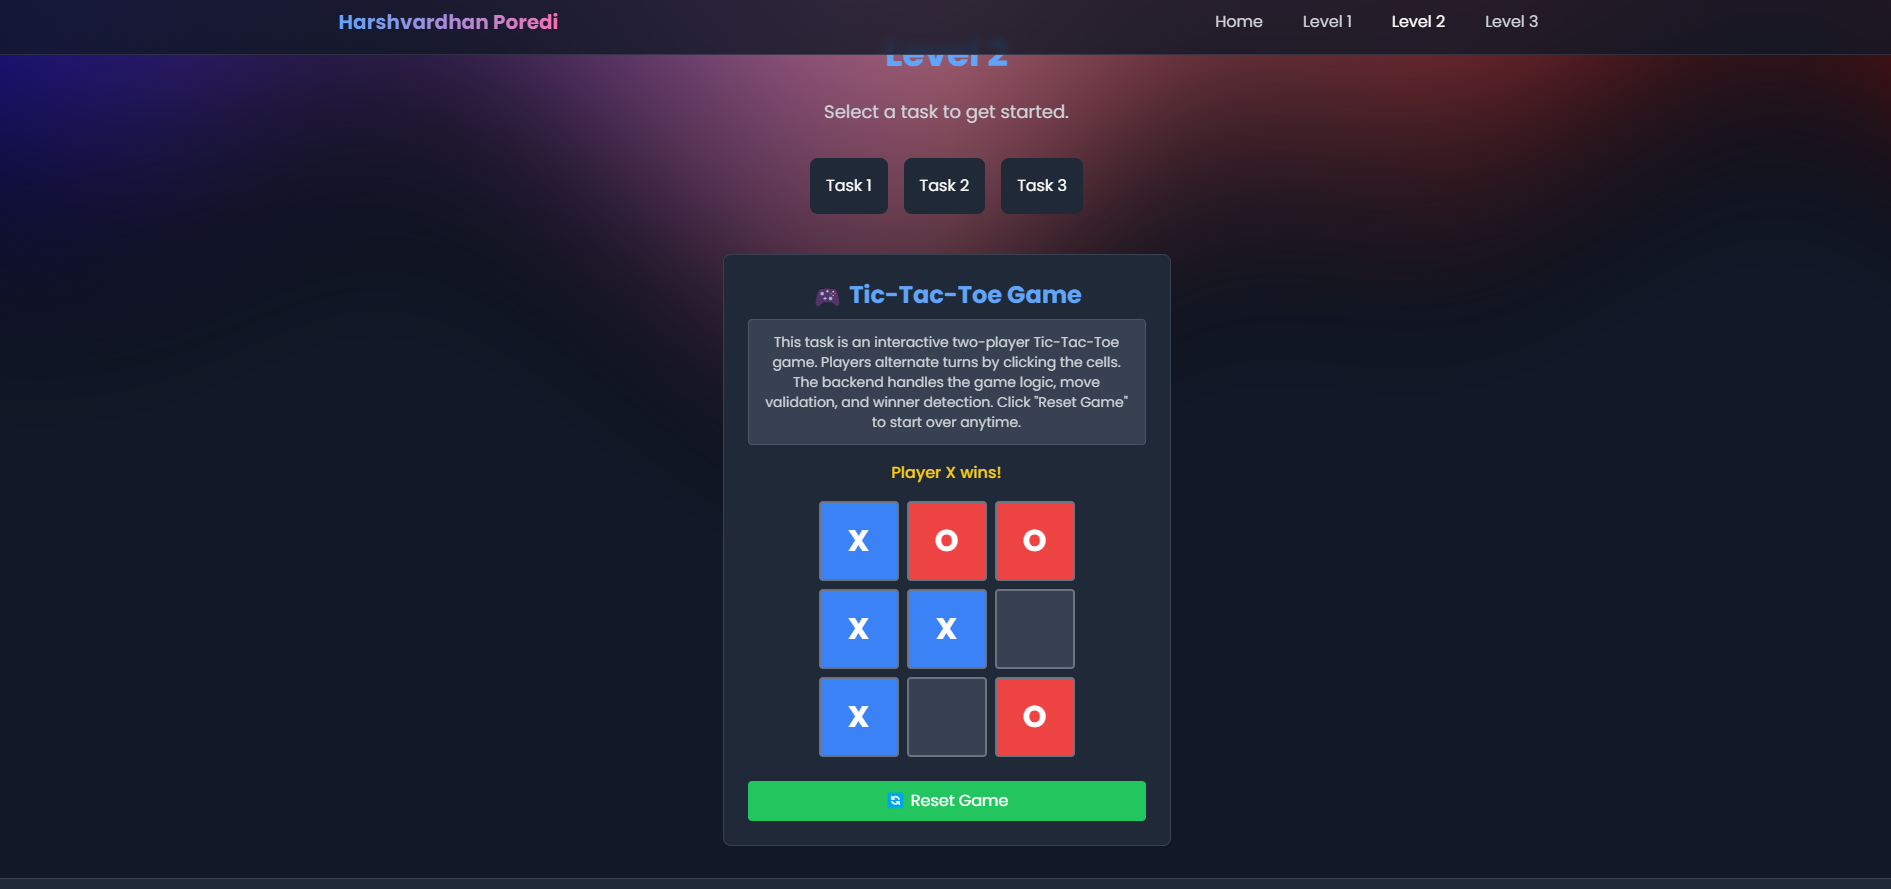 Harshvardhan Poredi
Home Level 1 Level 2 Level 3
Level 2
Select a task to get started.
Task 1 Task 2 Task 3
Tic-Tac-Toe Game
This task is an interactive two-player Tic-Tac-Toe
game. Players alternate turns by clicking the cells.
The backend handles the game logic, move
validation, and winner detection. Click "Reset Game"
to start over anytime.
Player X wins!
X O O
X X
X O
Reset Game